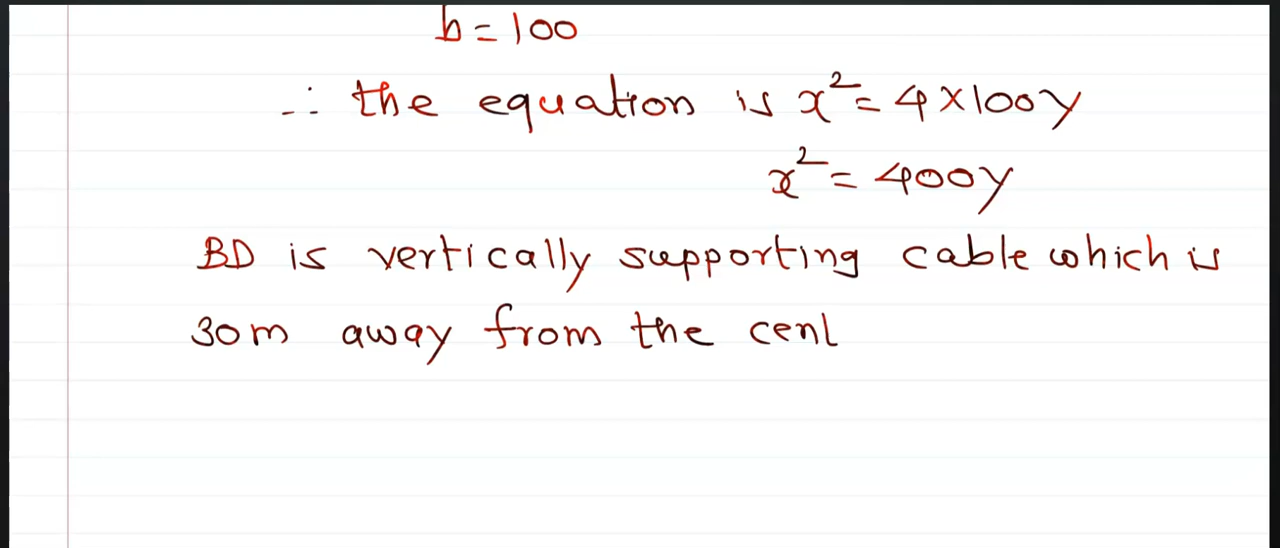 b = 100
∴ the equation is x² = 4 × 100y
x² = 400y
BD is vertically supporting cable which is
30m away from the cenl